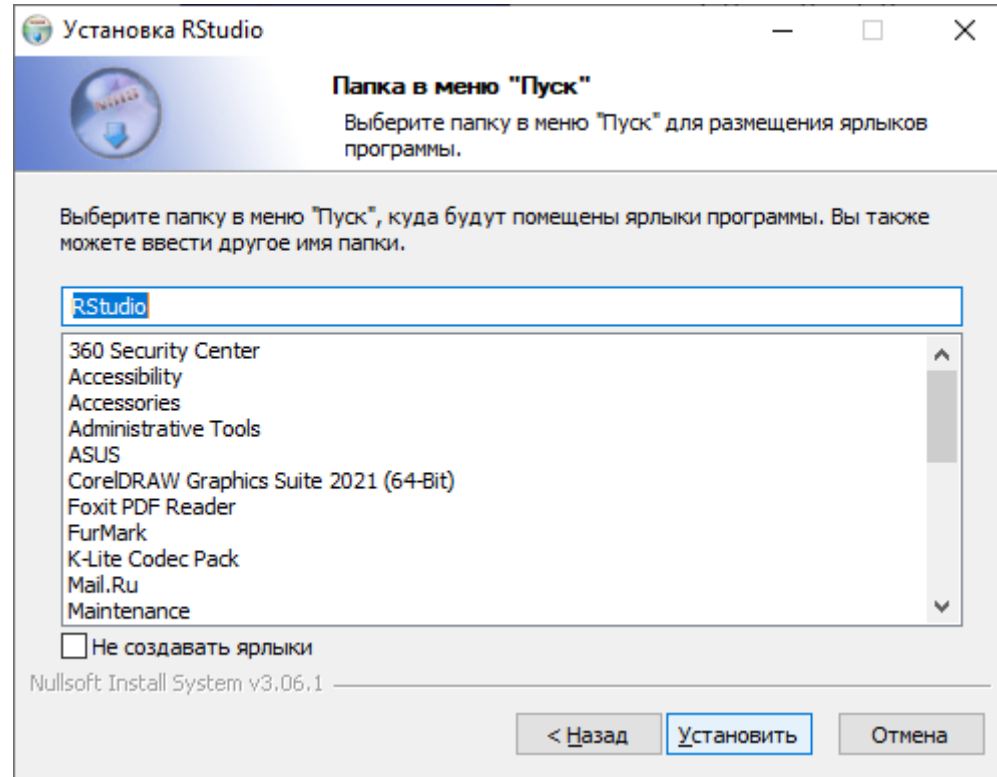 Установка RStudio
Папка в меню "Пуск"
Выберите папку в меню "Пуск" для размещения ярлыков
программы.
Выберите папку в меню "Пуск", куда будут помещены ярлыки программы. Вы также
можете ввести другое имя папки.
RStudio
360 Security Center
Accessibility
Accessories
Administrative Tools
ASUS
CorelDRAW Graphics Suite 2021 (64-Bit)
Foxit PDF Reader
FurMark
K-Lite Codec Pack
Mail.Ru
Maintenance
Не создавать ярлыки
Nullsoft Install System v3.06.1
< Назад Установить Отмена